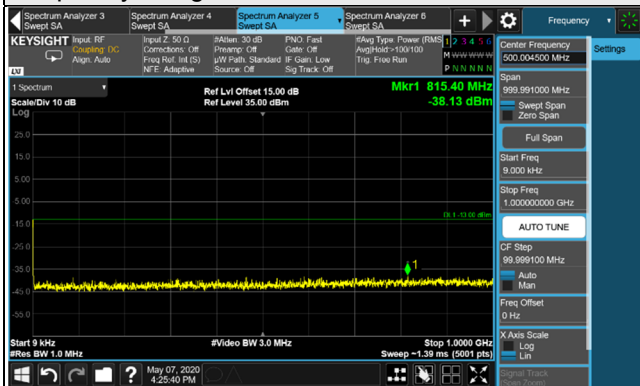 Spectrum Analyzer 3
Swept SA
Spectrum Analyzer 4
Swept SA
Spectrum Analyzer 5
Swept SA
Spectrum Analyzer 6
Swept SA
+
Frequency
KEYSIGHT
Input: RF
Coupling: DC
Align: Auto
Input Z: 50 Ω
Corrections: Off
Freq Ref: Int (S)
NFE: Adaptive
#Atten: 30 dB
Preamp: Off
µW Path: Standard
Source: Off
PNO: Fast
Gate: Off
IF Gain: Low
Sig Track: Off
#Avg Type: Power (RMS
Avg|Hold>100/100
Trig: Free Run
1 2 3 4 5 6
M W W W W W
P N N N N N
LXI
1 Spectrum
Scale/Div 10 dB
Log
Ref Lvl Offset 15.00 dB
Ref Level 35.00 dBm
Mkr1 815.40 MHz
-38.13 dBm
25.0
15.0
5.00
-5.00
-15.0
-25.0
-35.0
-45.0
-55.0
DL1 -13.00 dBm
1
Start 9 kHz
#Res BW 1.0 MHz
#Video BW 3.0 MHz
Stop 1.0000 GHz
Sweep ~1.39 ms (5001 pts)
Center Frequency
500.004500 MHz
Settings
Span
999.991000 MHz
Swept Span
Zero Span
Full Span
Start Freq
9.000 kHz
Stop Freq
1.000000000 GHz
AUTO TUNE
CF Step
99.999100 MHz
Auto
Man
Freq Offset
0 Hz
X Axis Scale
Log
Lin
Signal Track
(Span Zoom)
?
May 07, 2020
4:25:40 PM